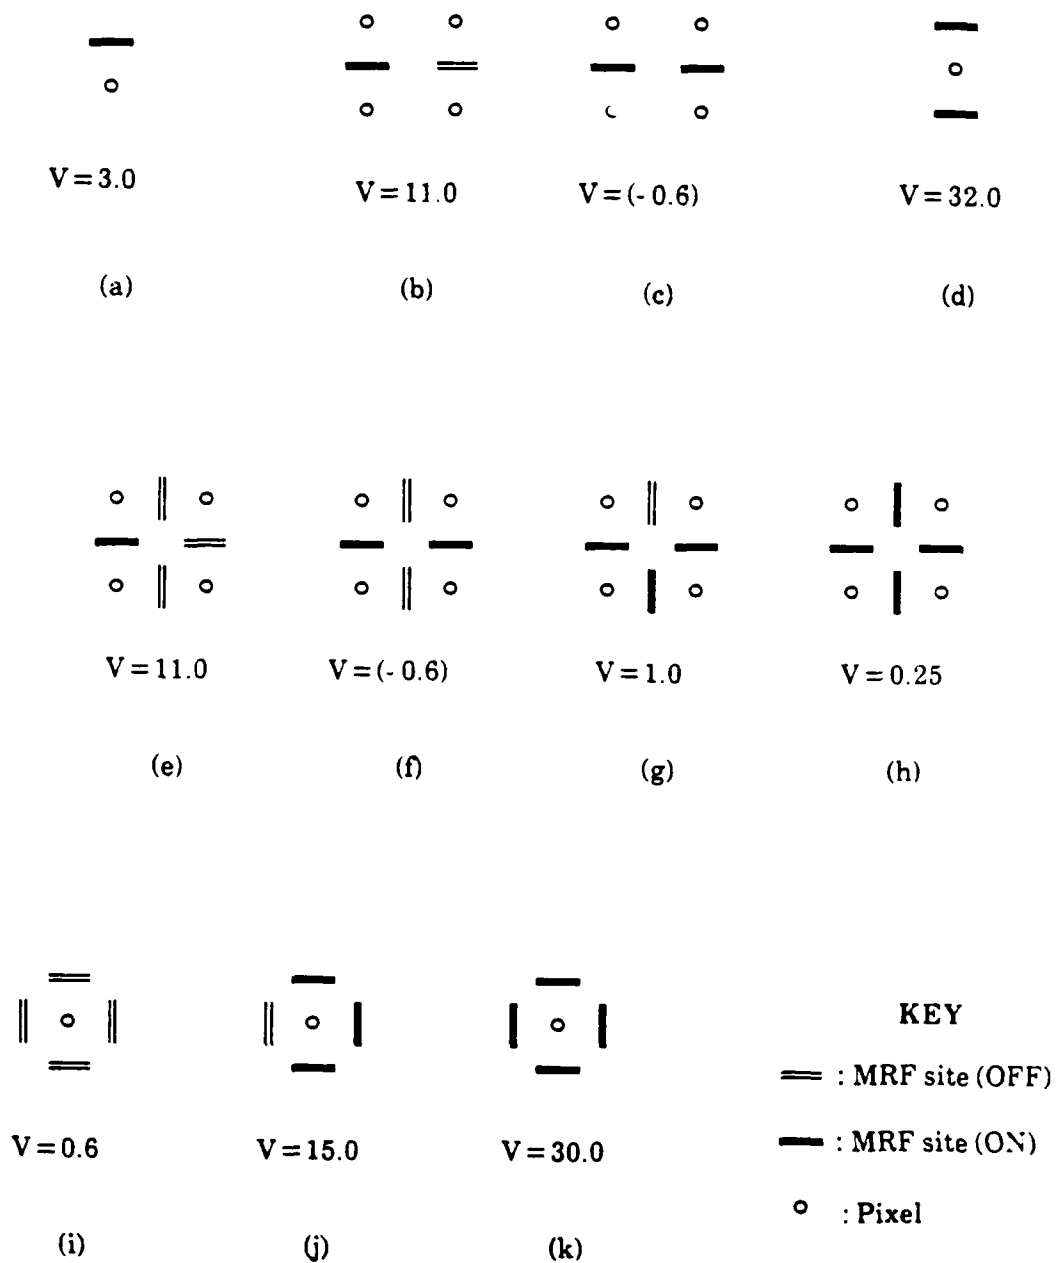 V = 3.0
V = 11.0
V = (- 0.6)
V = 32.0
(a)
(b)
(c)
(d)
V = 11.0
V = (- 0.6)
V = 1.0
V = 0.25
(e)
(f)
(g)
(h)
KEY
: MRF site (OFF)
: MRF site (ON)
: Pixel
V = 0.6
V = 15.0
V = 30.0
(i)
(j)
(k)